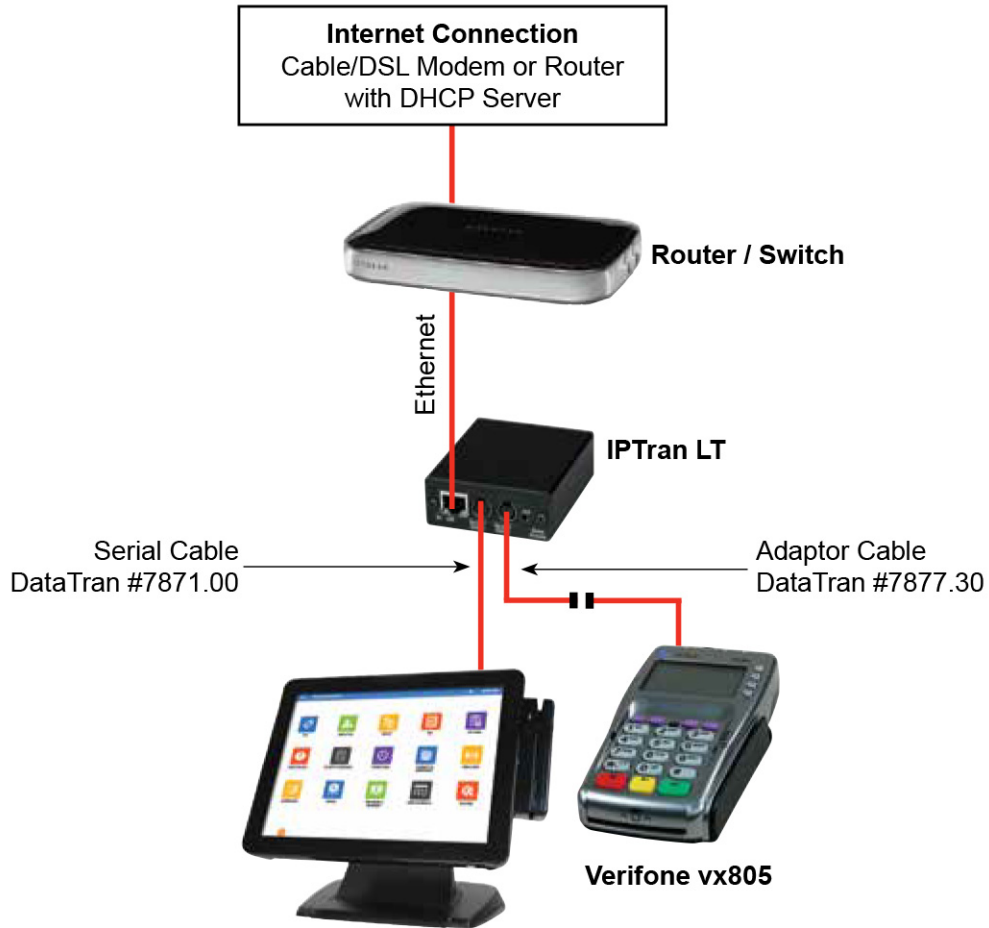 Internet Connection
Cable/DSL Modem or Router
with DHCP Server
Router / Switch
Ethernet
IPTran LT
Serial Cable
DataTran #7871.00
Adaptor Cable
DataTran #7877.30
Verifone vx805